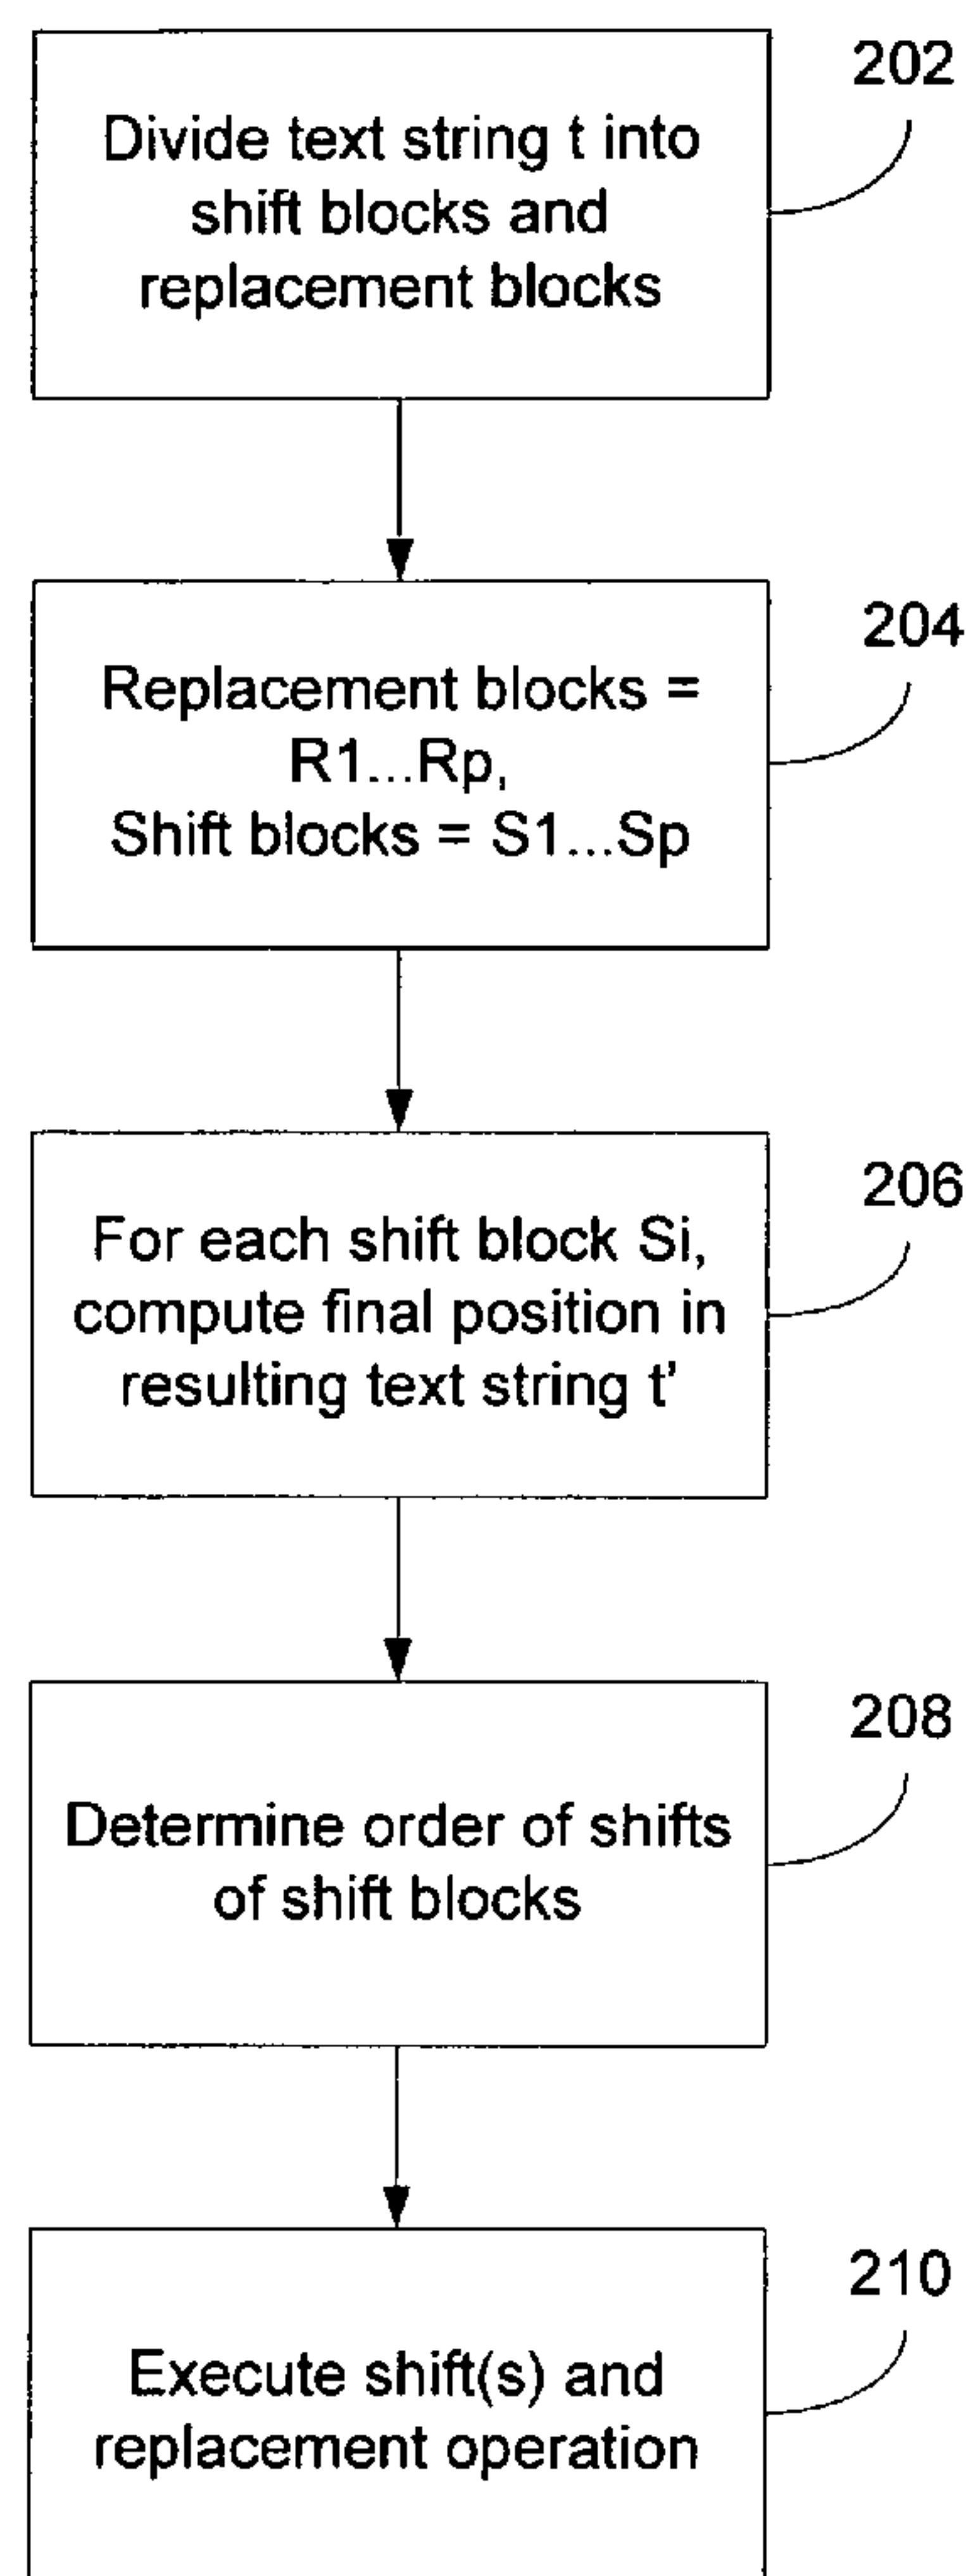 202
Divide text string t into
shift blocks and
replacement blocks
204
Replacement blocks =
R1...Rp,
Shift blocks = S1...Sp
206
For each shift block Si,
compute final position in
resulting text string t'
208
Determine order of shifts
of shift blocks
210
Execute shift(s) and
replacement operation